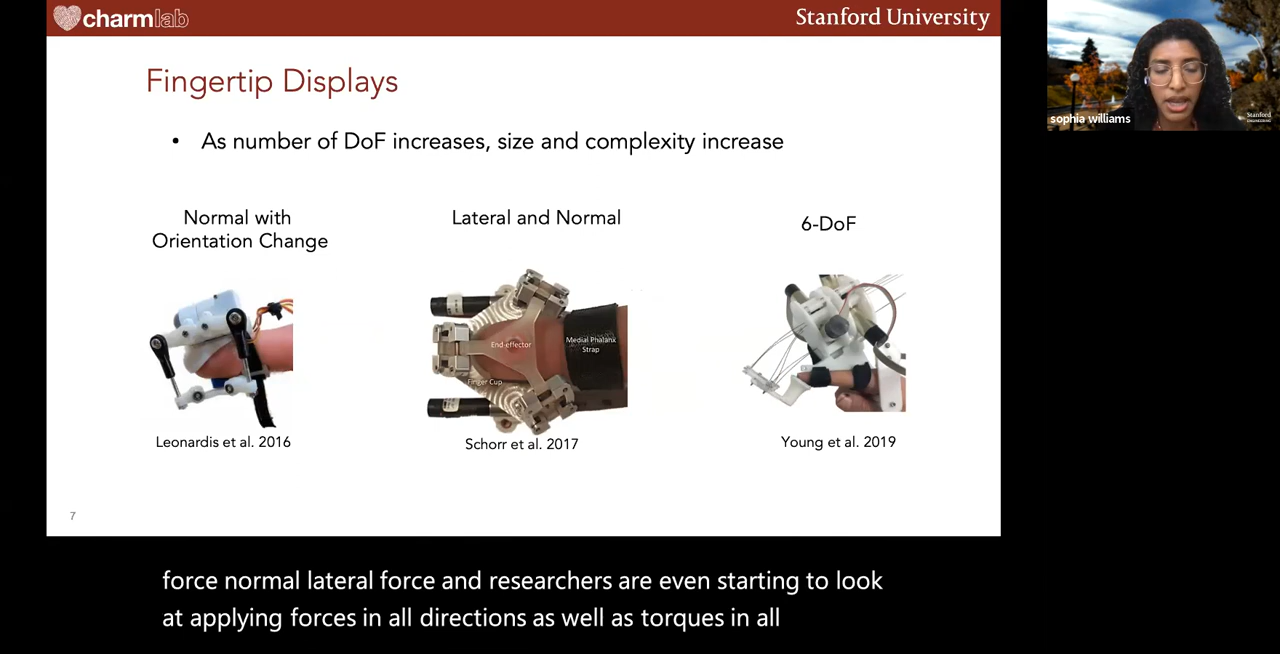 charmlab
Stanford University
Fingertip Displays
• As number of DoF increases, size and complexity increase
Normal with
Orientation Change
Lateral and Normal
6-DoF
End-effector
Medial Phalanx
Strap
Finger Cup
Leonardis et al. 2016
Schorr et al. 2017
Young et al. 2019
7
sophia williams
Stanford
ENGINEERING
force normal lateral force and researchers are even starting to look
at applying forces in all directions as well as torques in all